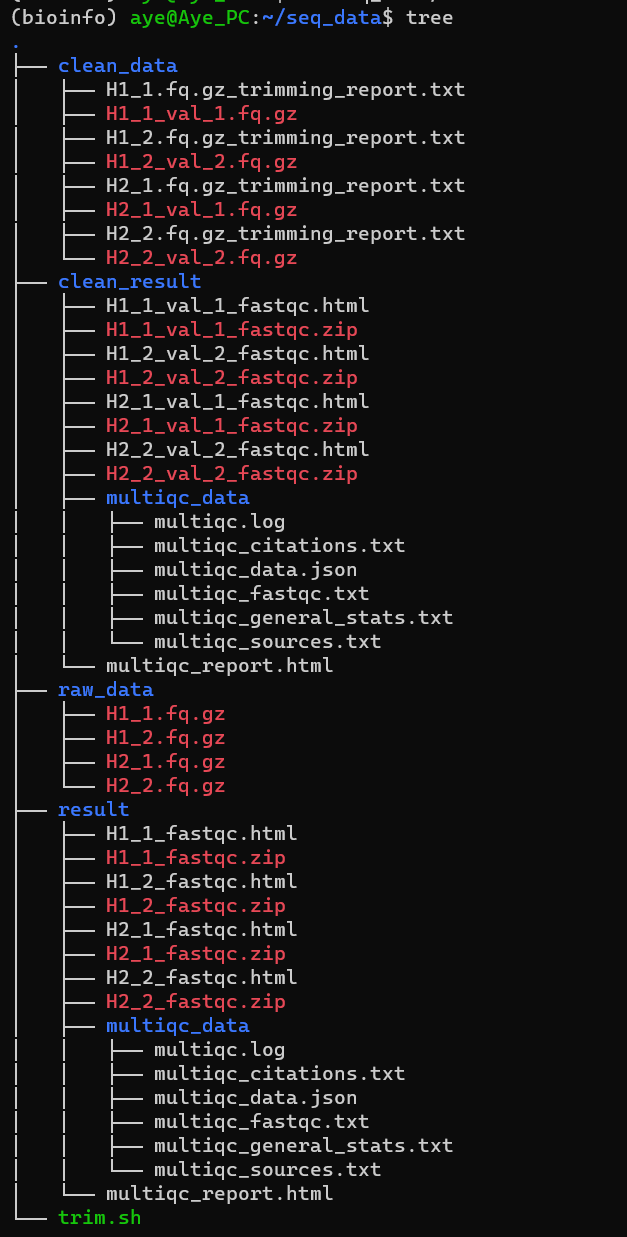 (bioinfo) aye@Aye_PC:~/seq_data$ tree
.
├── clean_data
│   ├── H1_1.fq.gz_trimming_report.txt
│   ├── H1_1_val_1.fq.gz
│   ├── H1_2.fq.gz_trimming_report.txt
│   ├── H1_2_val_2.fq.gz
│   ├── H2_1.fq.gz_trimming_report.txt
│   ├── H2_1_val_1.fq.gz
│   ├── H2_2.fq.gz_trimming_report.txt
│   └── H2_2_val_2.fq.gz
├── clean_result
│   ├── H1_1_val_1_fastqc.html
│   ├── H1_1_val_1_fastqc.zip
│   ├── H1_2_val_2_fastqc.html
│   ├── H1_2_val_2_fastqc.zip
│   ├── H2_1_val_1_fastqc.html
│   ├── H2_1_val_1_fastqc.zip
│   ├── H2_2_val_2_fastqc.html
│   ├── H2_2_val_2_fastqc.zip
│   ├── multiqc_data
│   │   ├── multiqc.log
│   │   ├── multiqc_citations.txt
│   │   ├── multiqc_data.json
│   │   ├── multiqc_fastqc.txt
│   │   ├── multiqc_general_stats.txt
│   │   └── multiqc_sources.txt
│   └── multiqc_report.html
├── raw_data
│   ├── H1_1.fq.gz
│   ├── H1_2.fq.gz
│   ├── H2_1.fq.gz
│   └── H2_2.fq.gz
├── result
│   ├── H1_1_fastqc.html
│   ├── H1_1_fastqc.zip
│   ├── H1_2_fastqc.html
│   ├── H1_2_fastqc.zip
│   ├── H2_1_fastqc.html
│   ├── H2_1_fastqc.zip
│   ├── H2_2_fastqc.html
│   ├── H2_2_fastqc.zip
│   ├── multiqc_data
│   │   ├── multiqc.log
│   │   ├── multiqc_citations.txt
│   │   ├── multiqc_data.json
│   │   ├── multiqc_fastqc.txt
│   │   ├── multiqc_general_stats.txt
│   │   └── multiqc_sources.txt
│   └── multiqc_report.html
└── trim.sh